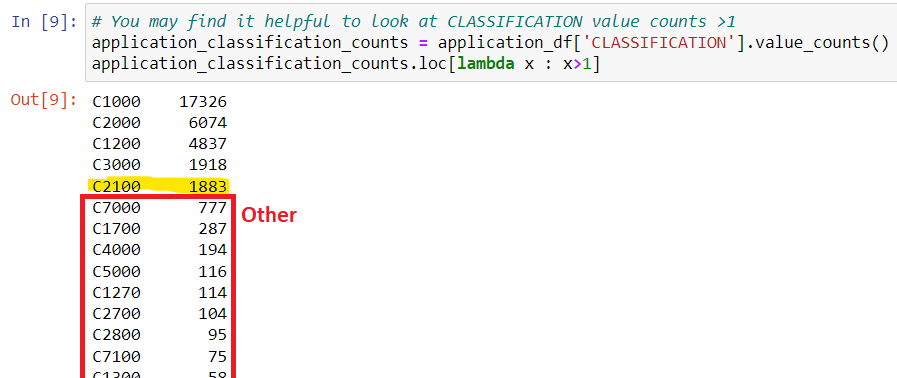 In [9]: # You may find it helpful to look at CLASSIFICATION value counts >1
application_classification_counts = application_df['CLASSIFICATION'].value_counts()
application_classification_counts.loc[lambda x : x>1]
Out[9]: C1000 17326
C2000 6074
C1200 4837
C3000 1918
C2100 1883
C7000 777 Other
C1700 287
C4000 194
C5000 116
C1270 114
C2700 104
C2800 95
C7100 75
C1300 58